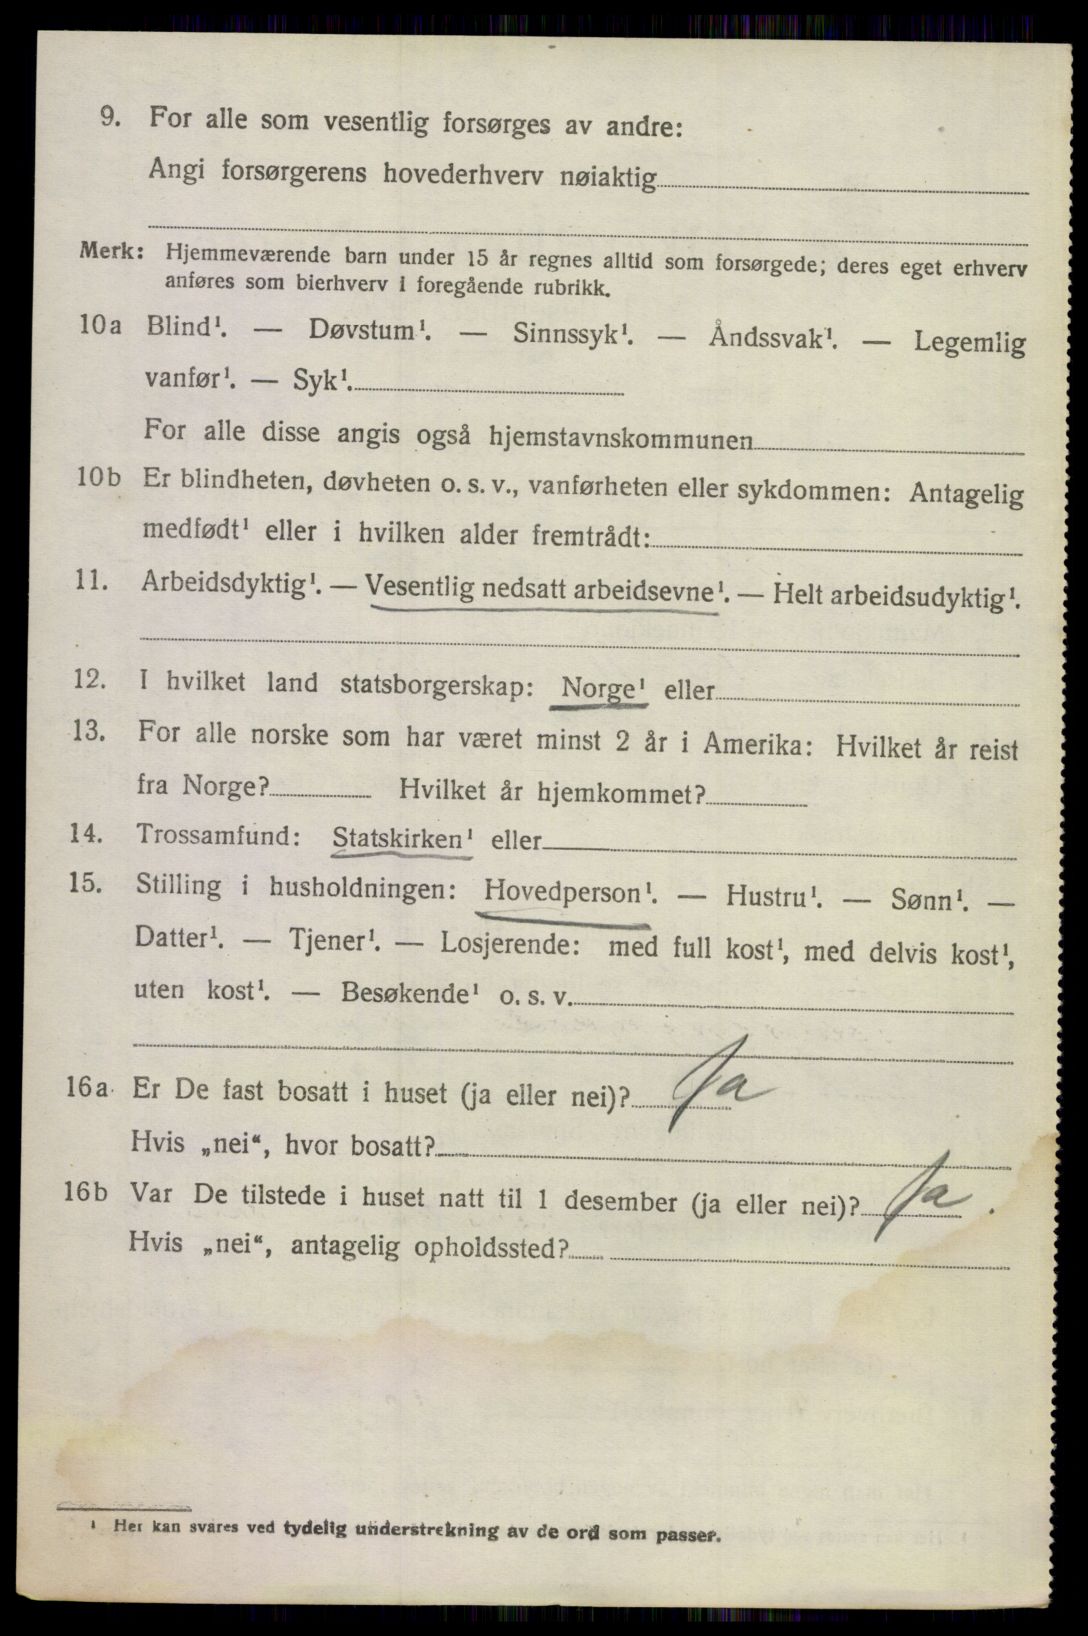 9. For alle som vesentlig forsørges av andre:
Angi forsørgerens hovederhverv nøiaktig
Merk: Hjemmeværende barn under 15 år regnes alltid som forsørgede; deres eget erhverv
anføres som bierhverv i foregående rubrikk.
10a Blind¹. — Døvstum¹. — Sinnssyk¹. — Åndssvak¹. — Legemlig
vanfør¹. — Syk¹.
For alle disse angis også hjemstavnskommunen
10b Er blindheten, døvheten o. s. v., vanførheten eller sykdommen: Antagelig
medfødt¹ eller i hvilken alder fremtrådt:
11. Arbeidsdyktig¹. — Vesentlig nedsatt arbeidsevne¹. — Helt arbeidsudyktig¹.
12. I hvilket land statsborgerskap: Norge¹ eller
13. For alle norske som har været minst 2 år i Amerika: Hvilket år reist
fra Norge? Hvilket år hjemkommet?
14. Trossamfund: Statskirken¹ eller
15. Stilling i husholdningen: Hovedperson¹. — Hustru¹. — Sønn¹. —
Datter¹. — Tjener¹. — Losjerende: med full kost¹, med delvis kost¹,
uten kost¹. — Besøkende¹ o. s. v.
16a Er De fast bosatt i huset (ja eller nei)? Ja
Hvis „nei“, hvor bosatt?
16b Var De tilstede i huset natt til 1 desember (ja eller nei)? Ja.
Hvis „nei“, antagelig opholdssted?
¹ Her kan svares ved tydelig understrekning av de ord som passer.